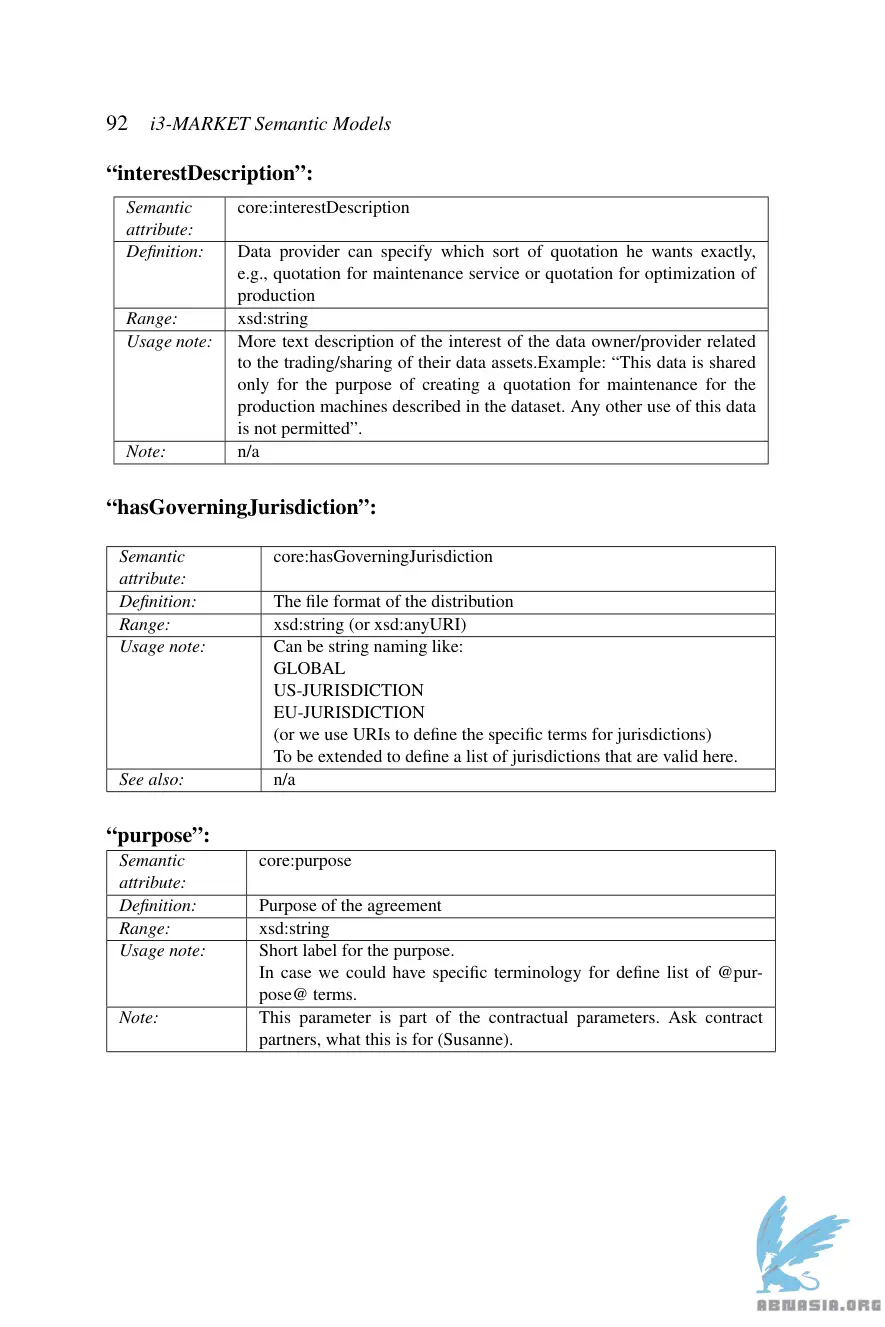 92 i3-MARKET Semantic Models
“interestDescription”:
Semantic attribute: core:interestDescription
Definition: Data provider can specify which sort of quotation he wants exactly,
e.g., quotation for maintenance service or quotation for optimization of
production
Range: xsd:string
Usage note: More text description of the interest of the data owner/provider related
to the trading/sharing of their data assets.Example: “This data is shared
only for the purpose of creating a quotation for maintenance for the
production machines described in the dataset. Any other use of this data
is not permitted”.
Note: n/a
“hasGoverningJurisdiction”:
Semantic attribute: core:hasGoverningJurisdiction
Definition: The file format of the distribution
Range: xsd:string (or xsd:anyURI)
Usage note: Can be string naming like:
GLOBAL
US-JURISDICTION
EU-JURISDICTION
(or we use URIs to define the specific terms for jurisdictions)
To be extended to define a list of jurisdictions that are valid here.
See also: n/a
“purpose”:
Semantic attribute: core:purpose
Definition: Purpose of the agreement
Range: xsd:string
Usage note: Short label for the purpose.
In case we could have specific terminology for define list of @pur-
pose@ terms.
Note: This parameter is part of the contractual parameters. Ask contract
partners, what this is for (Susanne).
ABNASIA.ORG